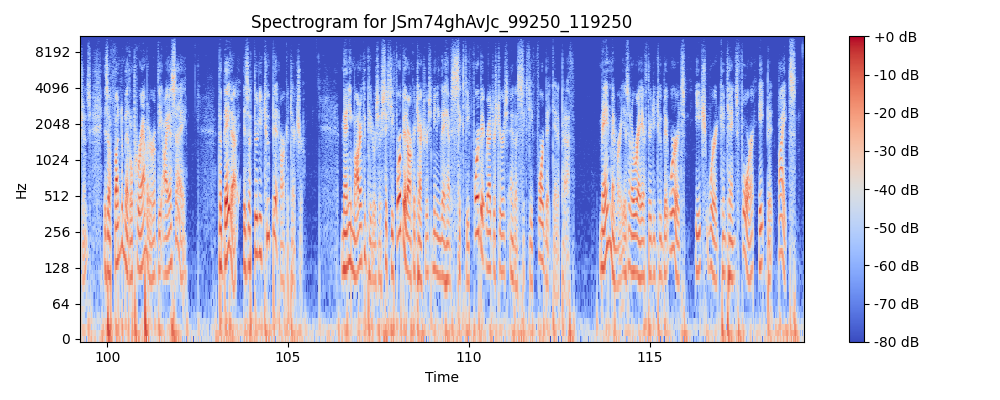 Spectrogram for JSm74ghAvJc_99250_119250
8192
4096
2048
1024
512
256
128
64
0
Hz
100
105
110
115
Time
+0 dB
-10 dB
-20 dB
-30 dB
-40 dB
-50 dB
-60 dB
-70 dB
-80 dB